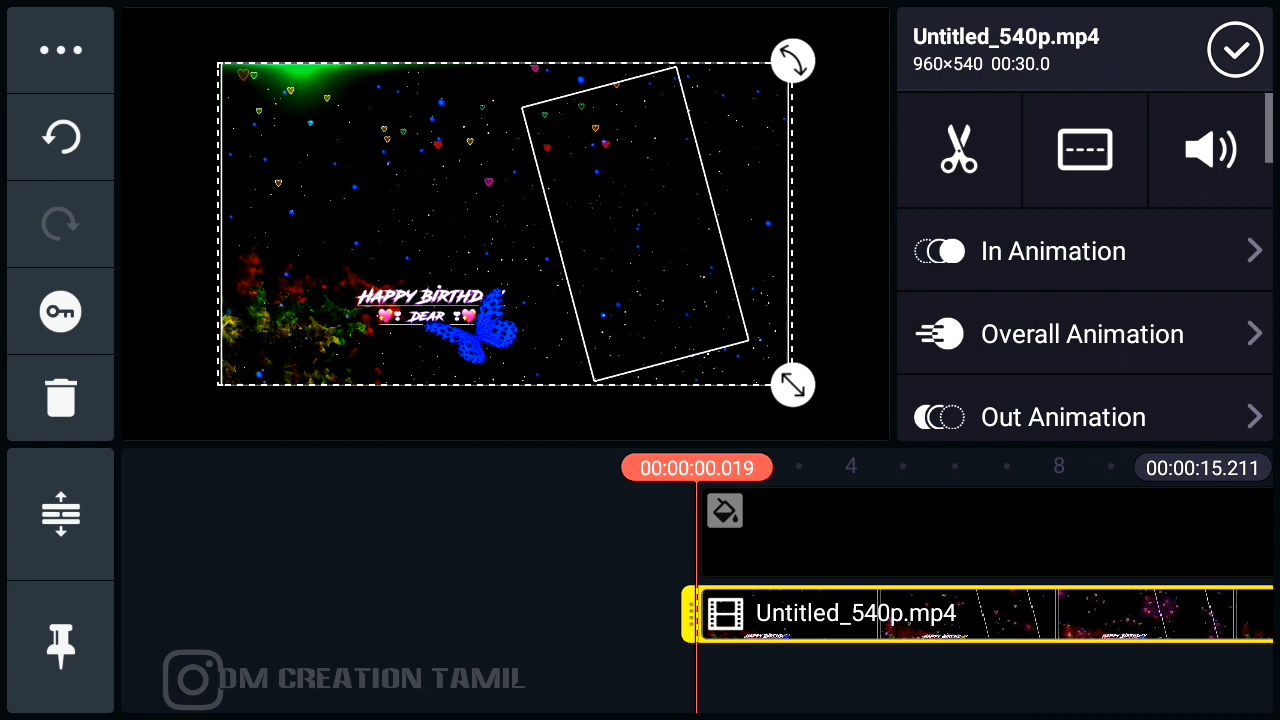 Untitled_540p.mp4
960×540 00:30.0
In Animation
Overall Animation
Out Animation
HAPPY BIRTHD
DEAR
00:00:00.019
4
8
00:00:15.211
Untitled_540p.mp4
DM CREATION TAMIL